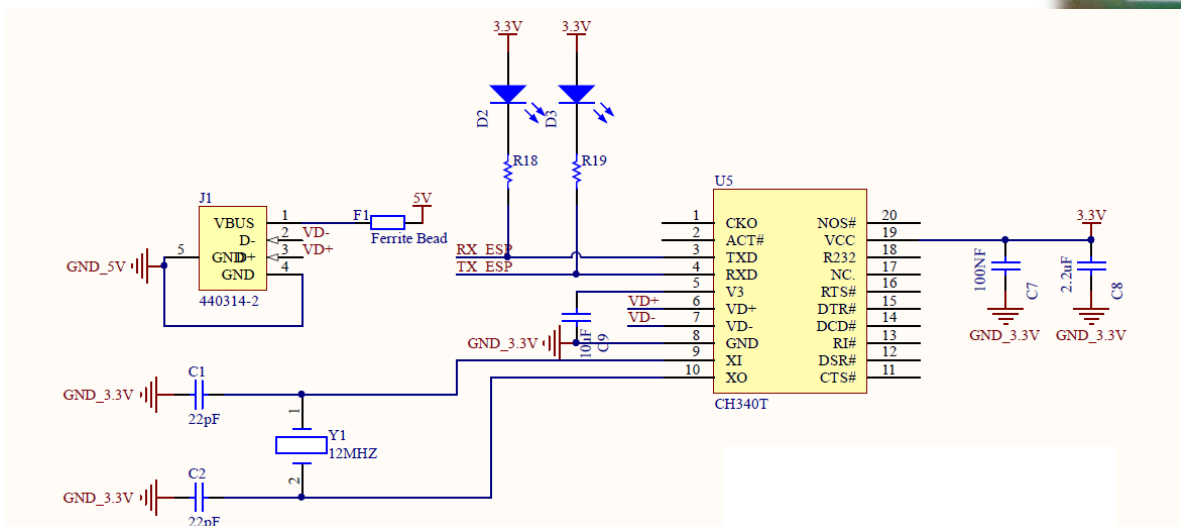 3.3V
3.3V
D2
D3
R18
R19
J1
VBUS
D-
GND
D+
GND
1
2
3
4
5
VD-
VD+
440314-2
GND_5V
F1
5V
Ferrite Bead
RX_ESP
TX_ESP
U5
1 CKO NOS# 20
2 ACT# VCC 19
3 TXD R232 18
4 RXD NC. 17
5 V3 RTS# 16
6 VD+ DTR# 15
7 VD- DCD# 14
8 GND RI# 13
9 XI DSR# 12
10 XO CTS# 11
CH340T
VD+
VD-
GND_3.3V
C9
3.3V
100NF
C7
2.2uF
C8
GND_3.3V
GND_3.3V
C1
GND_3.3V
22pF
1
Y1
12MHZ
2
C2
GND_3.3V
22pF